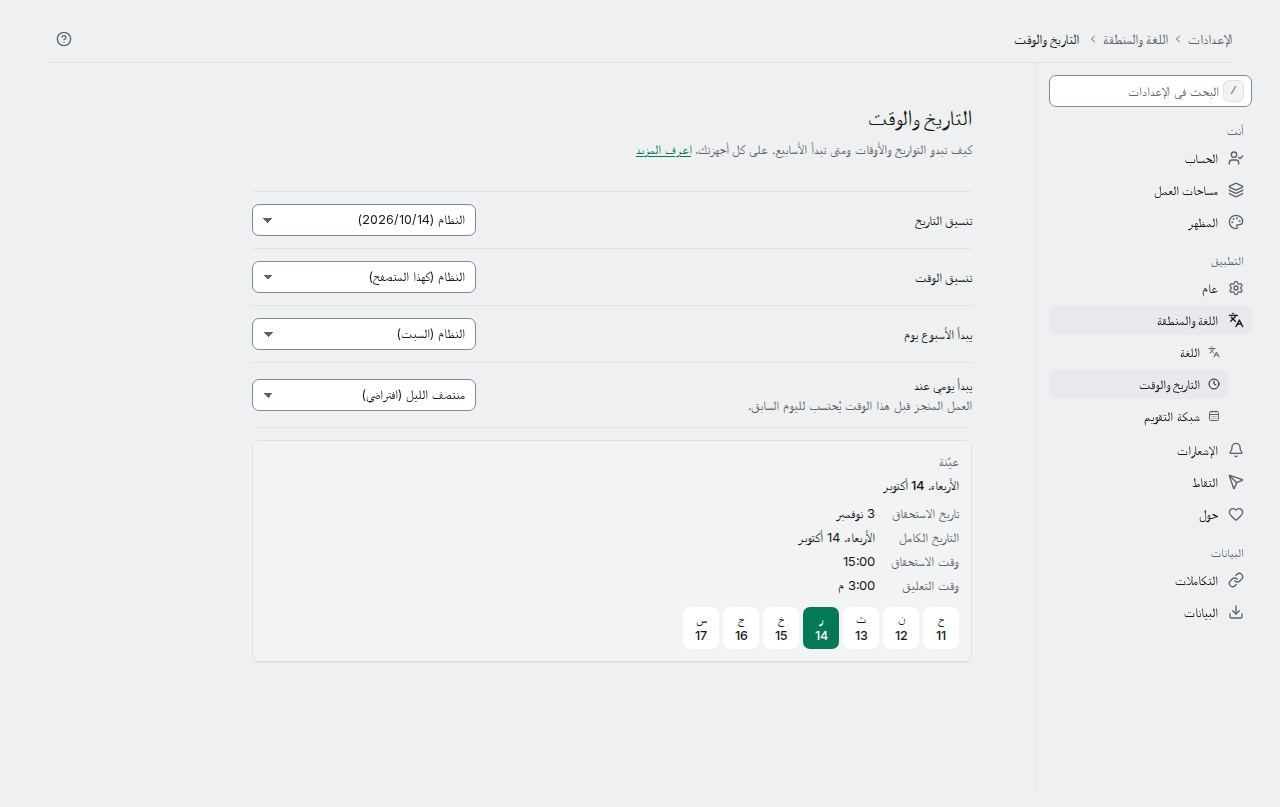 الإعدادات › اللغة والمنطقة › التاريخ والوقت
البحث في الإعدادات /
أنت
الحساب
مساحات العمل
المظهر
التطبيق
عام
اللغة والمنطقة
اللغة
التاريخ والوقت
شبكة التقويم
الإشعارات
التقاط
حول
البيانات
التكاملات
البيانات
التاريخ والوقت
كيف تبدو التواريخ والأوقات ومتى تبدأ الأسابيع. على كل أجهزتك. اعرف المزيد
تنسيق التاريخ
النظام (2026/10/14)
تنسيق الوقت
النظام (كهذا المتصفح)
يبدأ الأسبوع يوم
النظام (السبت)
يبدأ يومي عند
العمل المنجز قبل هذا الوقت يُحتسب لليوم السابق.
منتصف الليل (افتراضي)
عيّنة
الأربعاء، 14 أكتوبر
تاريخ الاستحقاق 3 نوفمبر
التاريخ الكامل الأربعاء، 14 أكتوبر
وقت الاستحقاق 15:00
وقت التعليق 3:00 م
ح ن ث ر خ ج س
11 12 13 14 15 16 17